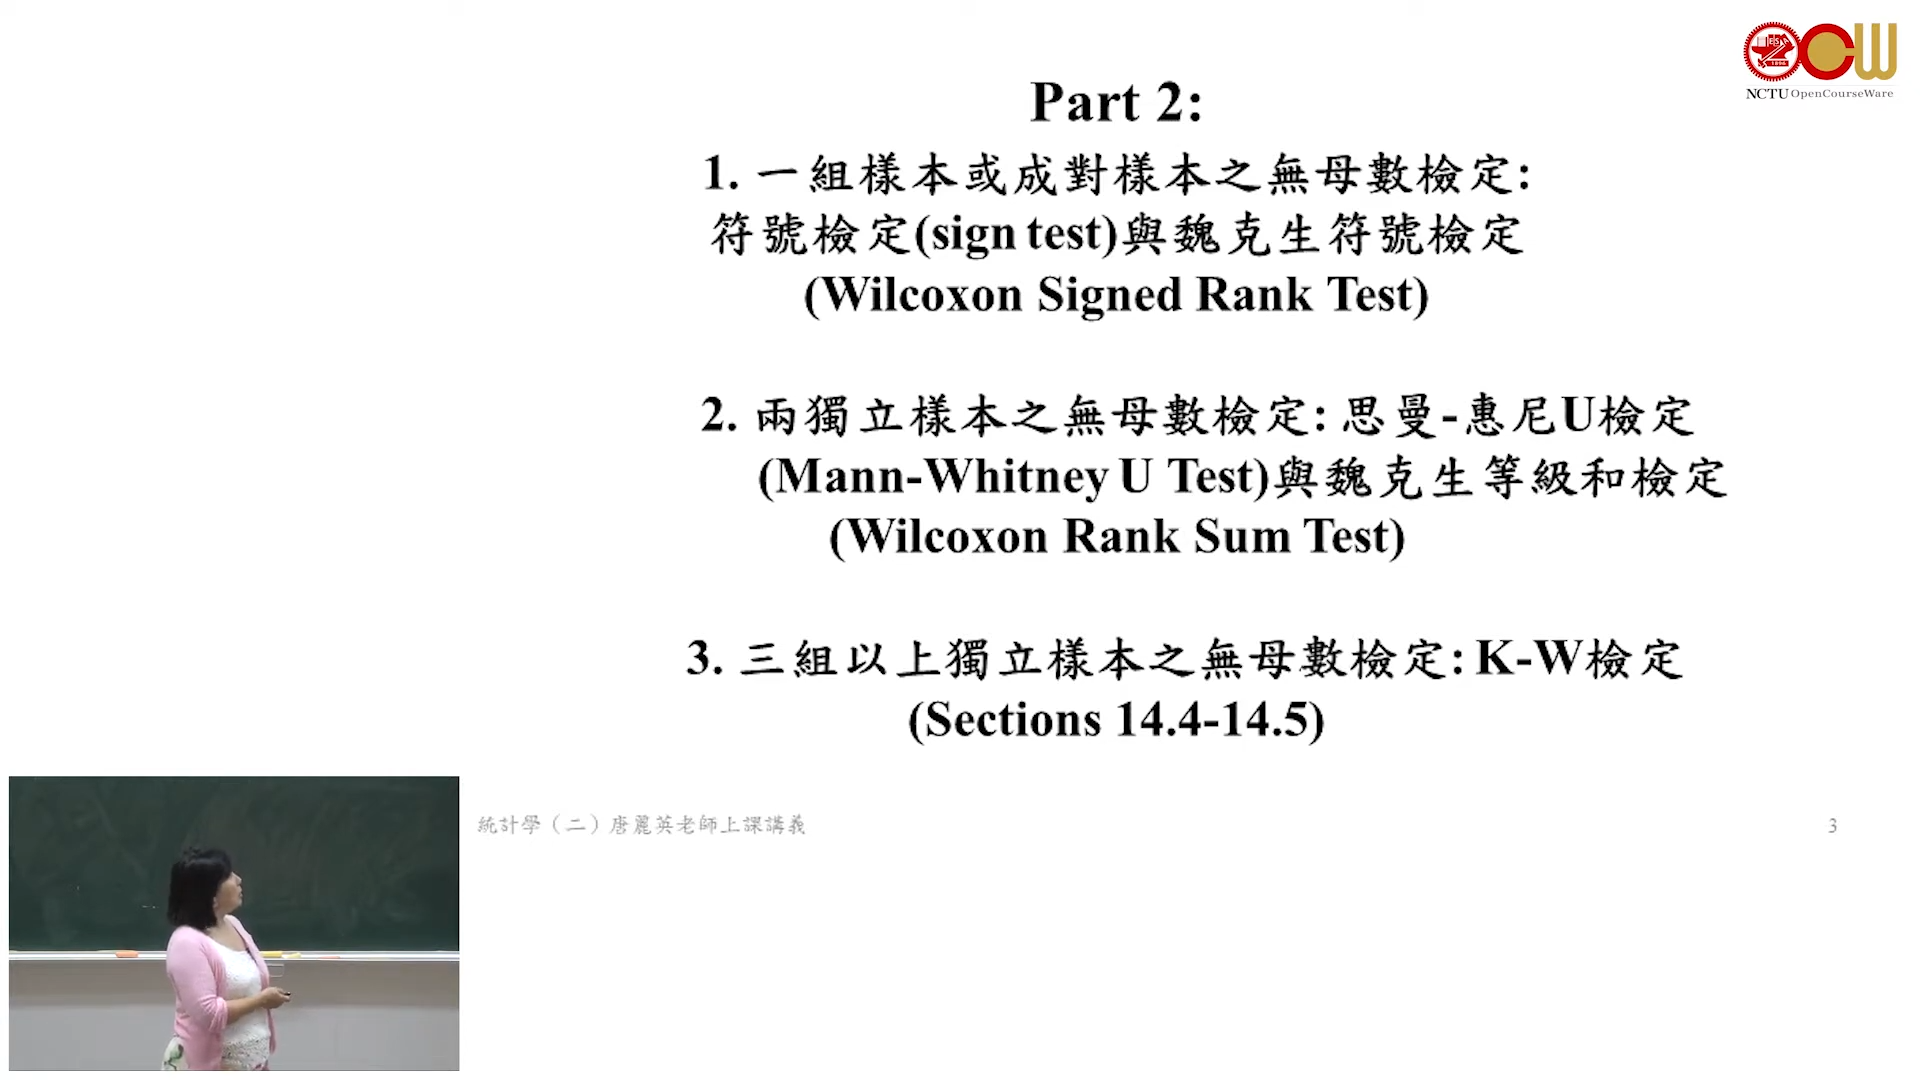 NCTU OpenCourseWare
Part 2:
1. 一組樣本或成對樣本之無母數檢定:
符號檢定(sign test)與魏克生符號檢定
(Wilcoxon Signed Rank Test)
2. 兩獨立樣本之無母數檢定: 思曼-惠尼U檢定
(Mann-Whitney U Test)與魏克生等級和檢定
(Wilcoxon Rank Sum Test)
3. 三組以上獨立樣本之無母數檢定: K-W檢定
(Sections 14.4-14.5)
統計學（二）唐麗英老師上課講義
3